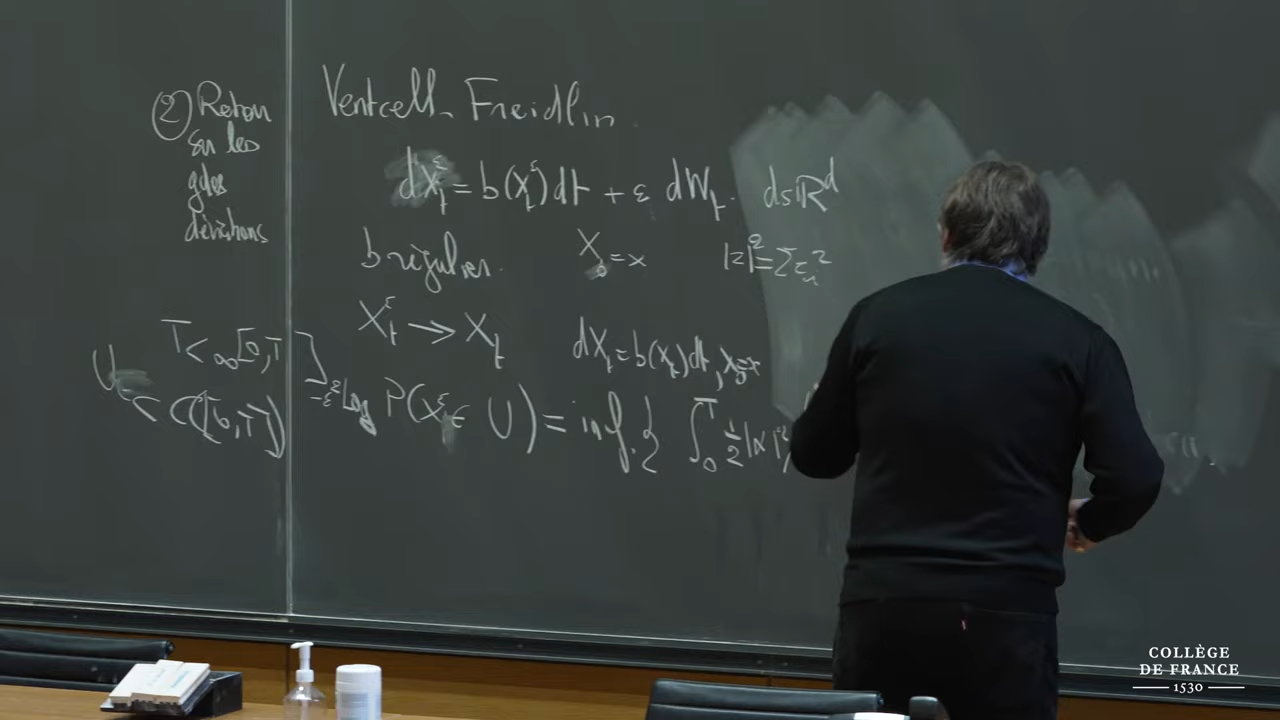 ② Retour
sur les
gdes
déviations
Ventcell - Freidlin.
dX_t^ε = b(X_t^ε)dt + ε dW_t. ds ℝ^d
b régulier. X_0 = x |z|² = Σ z_i²
X_t^ε → X_t dX_t = b(X_t)dt, X_0 = x
T < ∞ [0,T]
U ⊂ C([0,T]) -ε² Log P(X^ε ∈ U) = inf. { ∫_0^T ½|α|²
COLLÈGE
DE FRANCE
1530